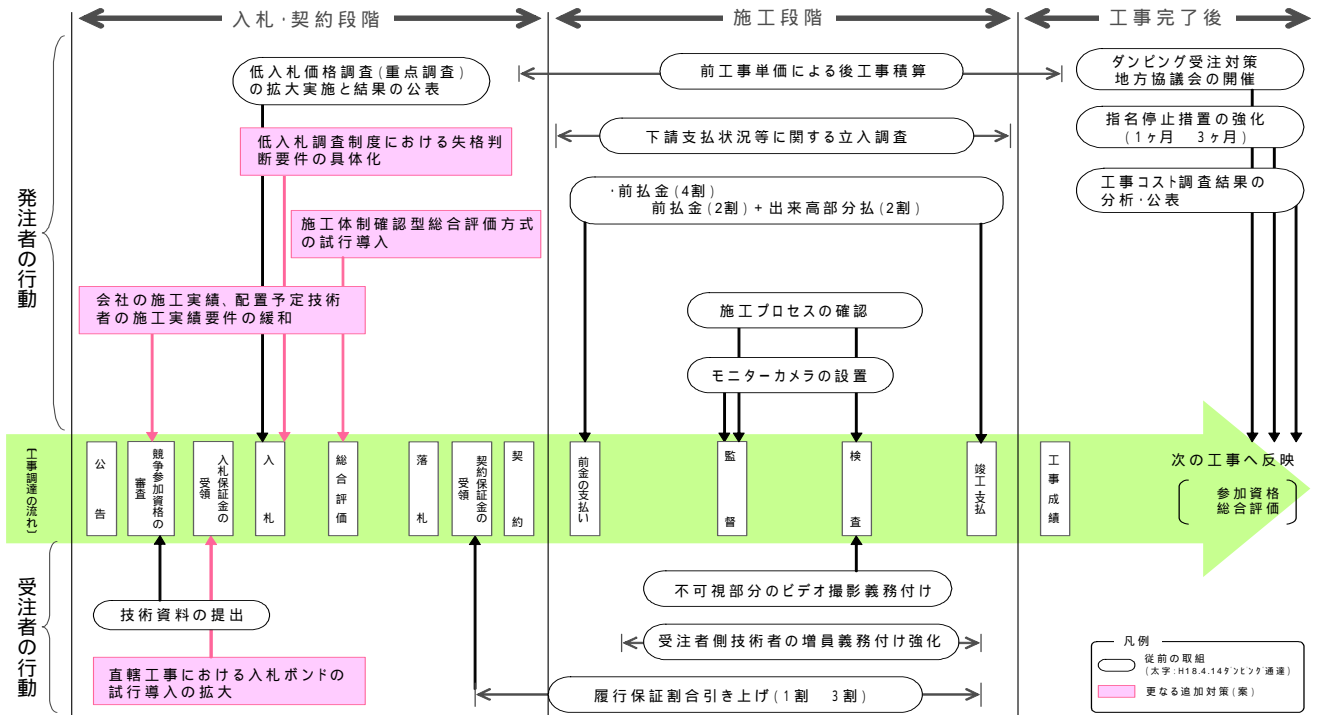 入札・契約段階
施工段階
工事完了後
発注者の行動
低入札価格調査(重点調査)
の拡大実施と結果の公表
前工事単価による後工事積算
ダンピング受注対策
地方協議会の開催
低入札調査制度における失格判
断要件の具体化
下請支払状況等に関する立入調査
指名停止措置の強化
(1ヶ月　3ヶ月)
・前払金(4割)
前払金(2割)+出来高部分払(2割)
工事コスト調査結果の
分析・公表
施工体制確認型総合評価方式
の試行導入
会社の施工実績、配置予定技術
者の施工実績要件の緩和
施工プロセスの確認
モニターカメラの設置
工事調達の流れ
公告
競争参加資格の
審査
入札保証金の
受領
入札
総合評価
落札
契約保証金の
受領
契約
前金の支払い
監督
検査
竣工支払
工事成績
次の工事へ反映
参加資格
総合評価
受注者の行動
技術資料の提出
不可視部分のビデオ撮影義務付け
受注者側技術者の増員義務付け強化
直轄工事における入札ボンドの
試行導入の拡大
履行保証割合引き上げ(1割　3割)
凡例
従前の取組
(太字:H18.4.14ダンピング通達)
更なる追加対策(案)